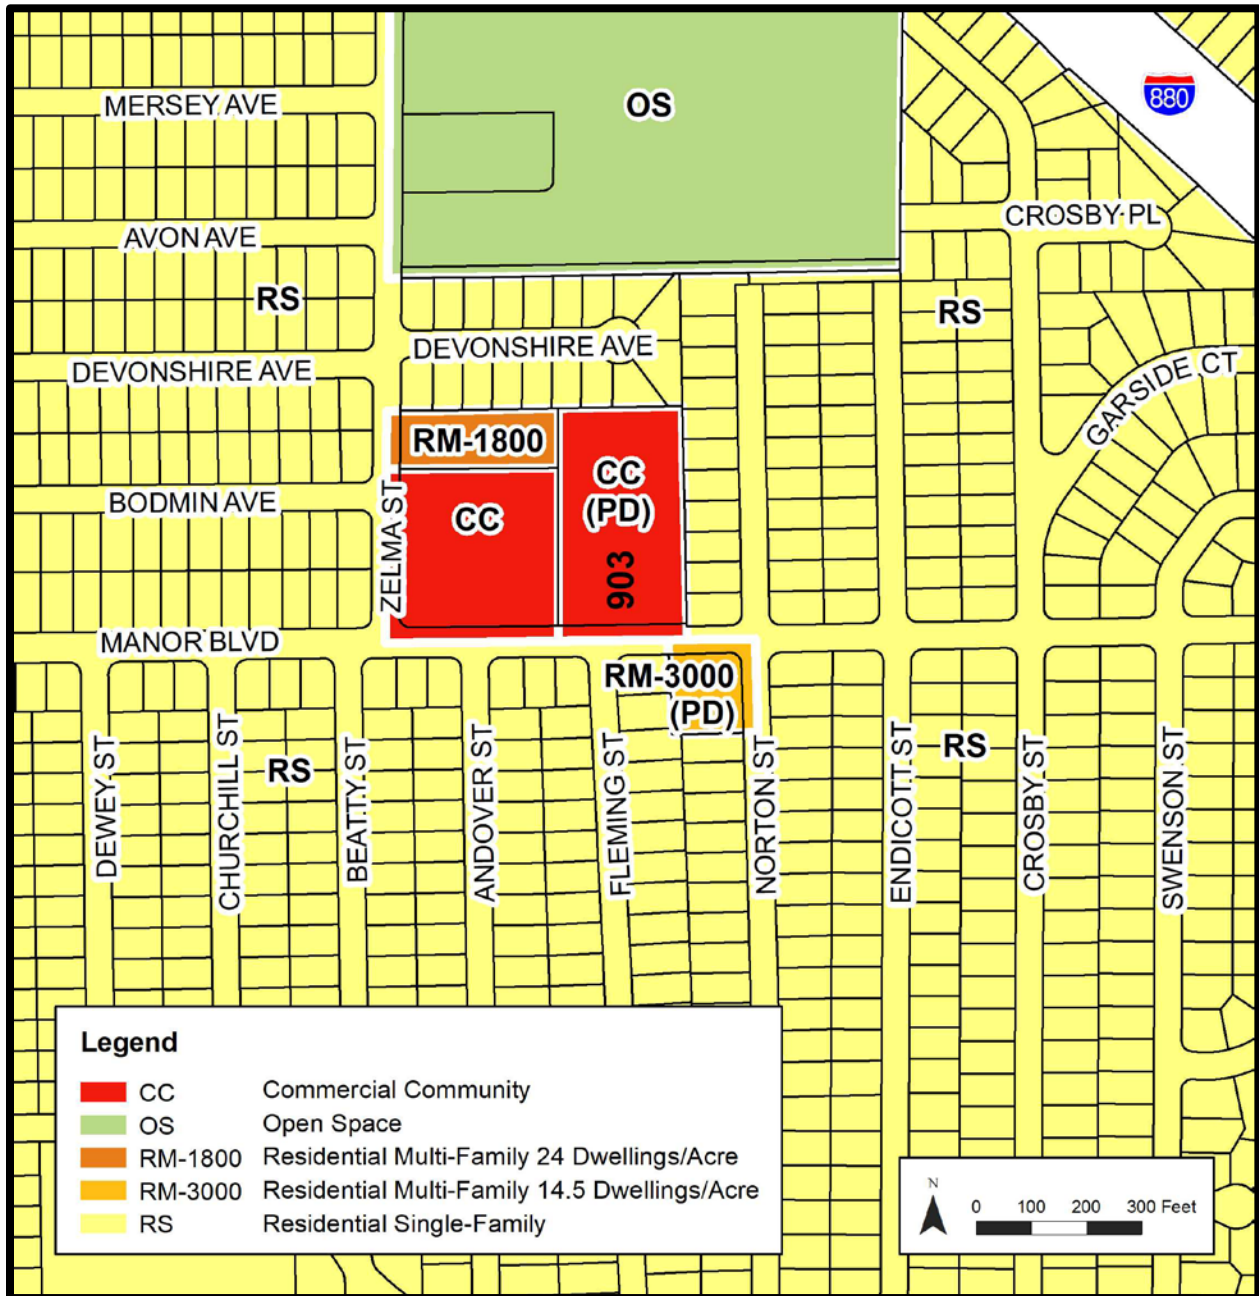 MERSEY AVE
OS
880
CROSBY PL
AVON AVE
RS
RS
DEVONSHIRE AVE
DEVONSHIRE AVE
GARSIDE CT
RM-1800
CC
(PD)
903
BODMIN AVE
CC
ZELMA ST
MANOR BLVD
RM-3000
(PD)
RS
RS
DEWEY ST
CHURCHILL ST
BEATTY ST
ANDOVER ST
FLEMING ST
NORTON ST
ENDICOTT ST
CROSBY ST
SWENSON ST
Legend
CC Commercial Community
OS Open Space
RM-1800 Residential Multi-Family 24 Dwellings/Acre
RM-3000 Residential Multi-Family 14.5 Dwellings/Acre
RS Residential Single-Family
N
0 100 200 300 Feet